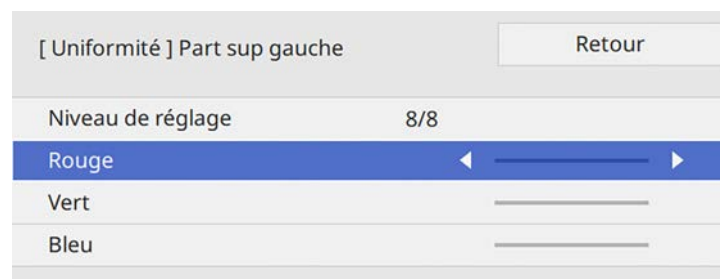 [ Uniformité ] Part sup gauche
Retour
Niveau de réglage 8/8
Rouge
Vert
Bleu